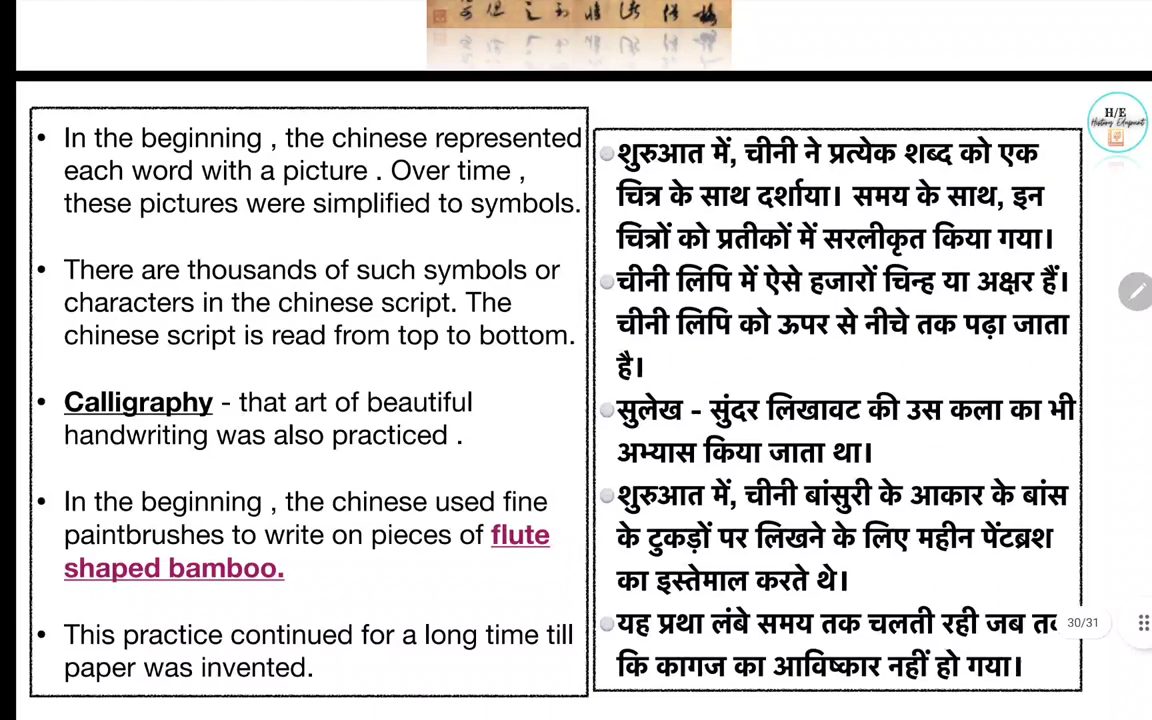 • In the beginning , the chinese represented
each word with a picture . Over time ,
these pictures were simplified to symbols.
• There are thousands of such symbols or
characters in the chinese script. The
chinese script is read from top to bottom.
• Calligraphy - that art of beautiful
handwriting was also practiced .
• In the beginning , the chinese used fine
paintbrushes to write on pieces of flute
shaped bamboo.
• This practice continued for a long time till
paper was invented.
शुरुआत में, चीनी ने प्रत्येक शब्द को एक
चित्र के साथ दर्शाया। समय के साथ, इन
चित्रों को प्रतीकों में सरलीकृत किया गया।
चीनी लिपि में ऐसे हजारों चिन्ह या अक्षर हैं।
चीनी लिपि को ऊपर से नीचे तक पढ़ा जाता
है।
सुलेख - सुंदर लिखावट की उस कला का भी
अभ्यास किया जाता था।
शुरुआत में, चीनी बांसुरी के आकार के बांस
के टुकड़ों पर लिखने के लिए महीन पेंटब्रश
का इस्तेमाल करते थे।
यह प्रथा लंबे समय तक चलती रही जब
कि कागज का आविष्कार नहीं हो गया।
H/E
History Edupoint
30/31